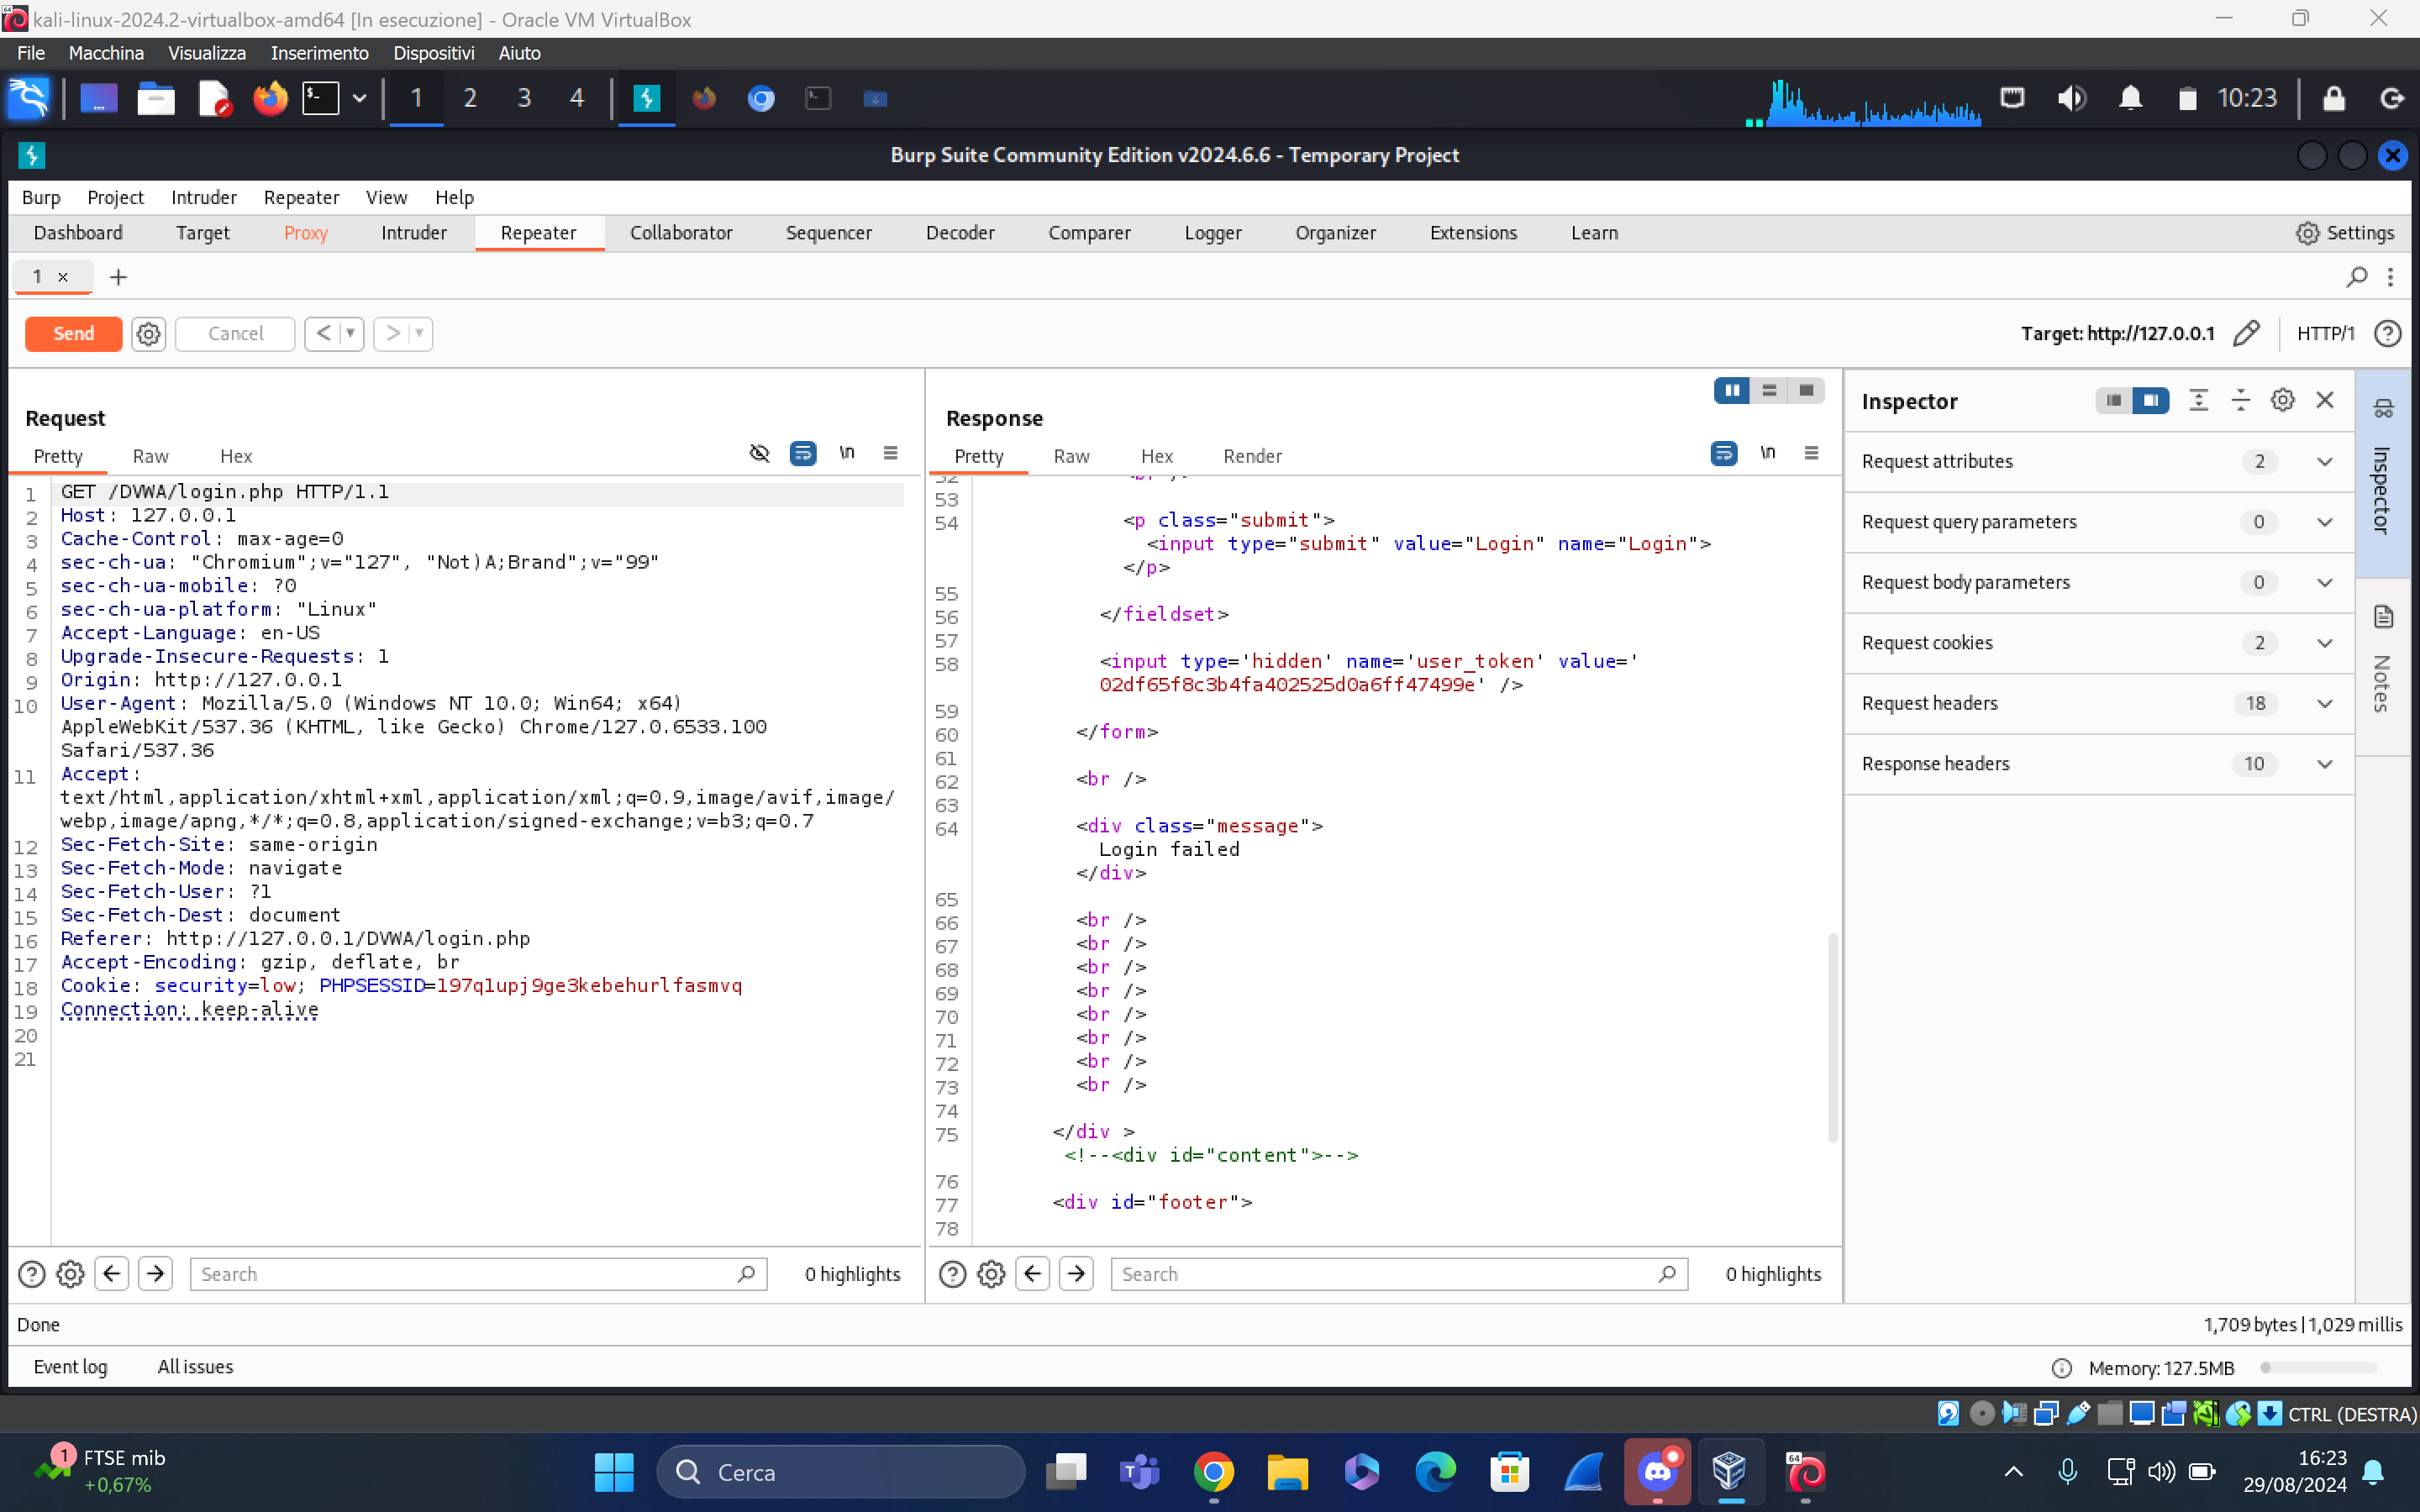 kali-linux-2024.2-virtualbox-amd64 [In esecuzione] - Oracle VM VirtualBox
File Macchina Visualizza Inserimento Dispositivi Aiuto
1 2 3 4
10:23
Burp Suite Community Edition v2024.6.6 - Temporary Project
Burp Project Intruder Repeater View Help
Dashboard Target Proxy Intruder Repeater Collaborator Sequencer Decoder Comparer Logger Organizer Extensions Learn Settings
1 × +
Send Cancel < >
Target: http://127.0.0.1 HTTP/1
Request
Pretty Raw Hex \n
1 GET /DVWA/login.php HTTP/1.1
2 Host: 127.0.0.1
3 Cache-Control: max-age=0
4 sec-ch-ua: "Chromium";v="127", "Not)A;Brand";v="99"
5 sec-ch-ua-mobile: ?0
6 sec-ch-ua-platform: "Linux"
7 Accept-Language: en-US
8 Upgrade-Insecure-Requests: 1
9 Origin: http://127.0.0.1
10 User-Agent: Mozilla/5.0 (Windows NT 10.0; Win64; x64)
AppleWebKit/537.36 (KHTML, like Gecko) Chrome/127.0.6533.100
Safari/537.36
11 Accept:
text/html,application/xhtml+xml,application/xml;q=0.9,image/avif,image/
webp,image/apng,*/*;q=0.8,application/signed-exchange;v=b3;q=0.7
12 Sec-Fetch-Site: same-origin
13 Sec-Fetch-Mode: navigate
14 Sec-Fetch-User: ?1
15 Sec-Fetch-Dest: document
16 Referer: http://127.0.0.1/DVWA/login.php
17 Accept-Encoding: gzip, deflate, br
18 Cookie: security=low; PHPSESSID=197q1upj9ge3kebehurlfasmvq
19 Connection: keep-alive
20
21
Search 0 highlights
Response
Pretty Raw Hex Render \n
52 <br />
53
54 <p class="submit">
<input type="submit" value="Login" name="Login">
</p>
55
56 </fieldset>
57
58 <input type='hidden' name='user_token' value='
02df65f8c3b4fa402525d0a6ff47499e' />
59
60 </form>
61
62 <br />
63
64 <div class="message">
Login failed
</div>
65
66 <br />
67 <br />
68 <br />
69 <br />
70 <br />
71 <br />
72 <br />
73 <br />
74
75 </div >
<!--<div id="content">-->
76
77 <div id="footer">
78
Search 0 highlights
Inspector
Request attributes 2
Request query parameters 0
Request body parameters 0
Request cookies 2
Request headers 18
Response headers 10
Inspector
Notes
Done
1,709 bytes | 1,029 millis
Event log All issues
Memory: 127.5MB
CTRL (DESTRA)
1 FTSE mib
+0,67%
Cerca
64
16:23
29/08/2024